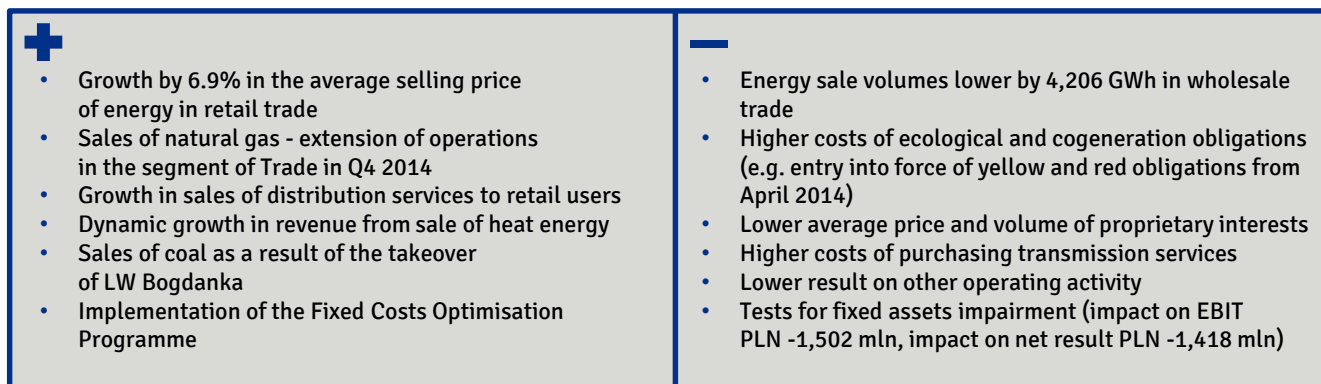 • Growth by 6.9% in the average selling price
of energy in retail trade
• Sales of natural gas - extension of operations
in the segment of Trade in Q4 2014
• Growth in sales of distribution services to retail users
• Dynamic growth in revenue from sale of heat energy
• Sales of coal as a result of the takeover
of LW Bogdanka
• Implementation of the Fixed Costs Optimisation
Programme
• Energy sale volumes lower by 4,206 GWh in wholesale
trade
• Higher costs of ecological and cogeneration obligations
(e.g. entry into force of yellow and red obligations from
April 2014)
• Lower average price and volume of proprietary interests
• Higher costs of purchasing transmission services
• Lower result on other operating activity
• Tests for fixed assets impairment (impact on EBIT
PLN -1,502 mln, impact on net result PLN -1,418 mln)